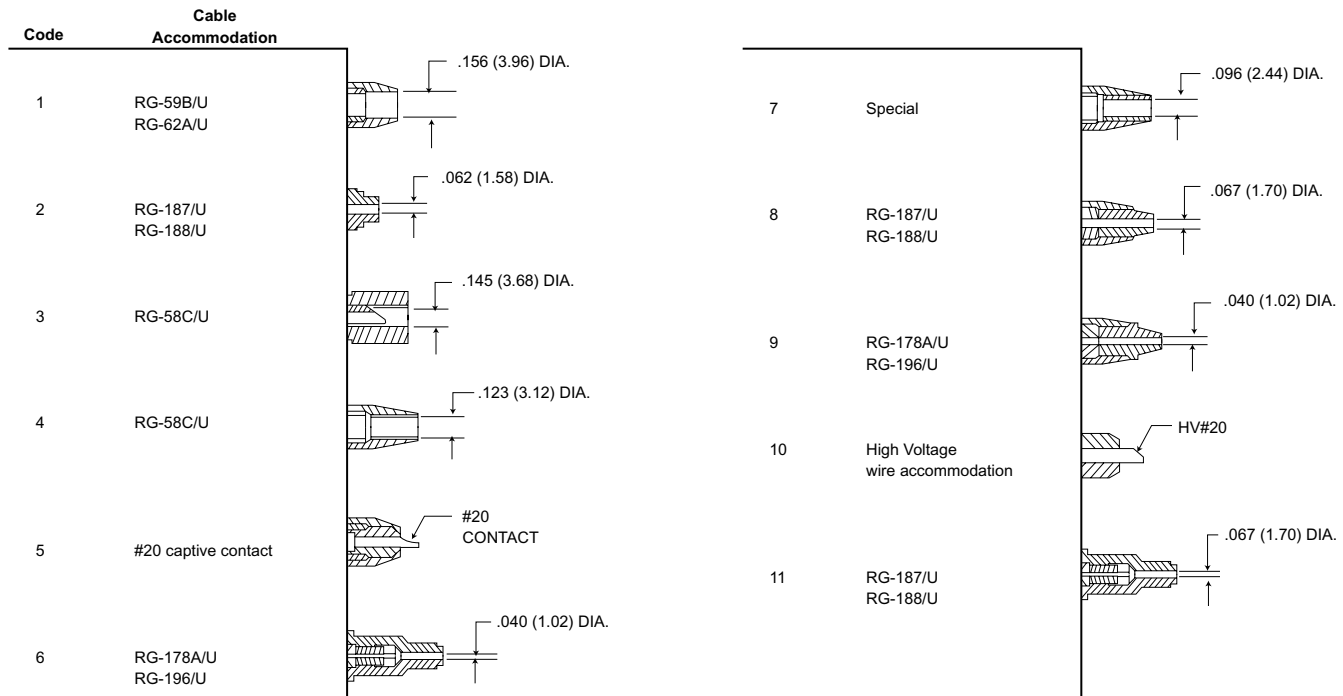 Code
Cable
Accommodation
.156 (3.96) DIA.
1
RG-59B/U
RG-62A/U
.062 (1.58) DIA.
2
RG-187/U
RG-188/U
.145 (3.68) DIA.
3
RG-58C/U
.123 (3.12) DIA.
4
RG-58C/U
#20
CONTACT
5
#20 captive contact
.040 (1.02) DIA.
6
RG-178A/U
RG-196/U
.096 (2.44) DIA.
7
Special
.067 (1.70) DIA.
8
RG-187/U
RG-188/U
.040 (1.02) DIA.
9
RG-178A/U
RG-196/U
HV#20
10
High Voltage
wire accommodation
.067 (1.70) DIA.
11
RG-187/U
RG-188/U